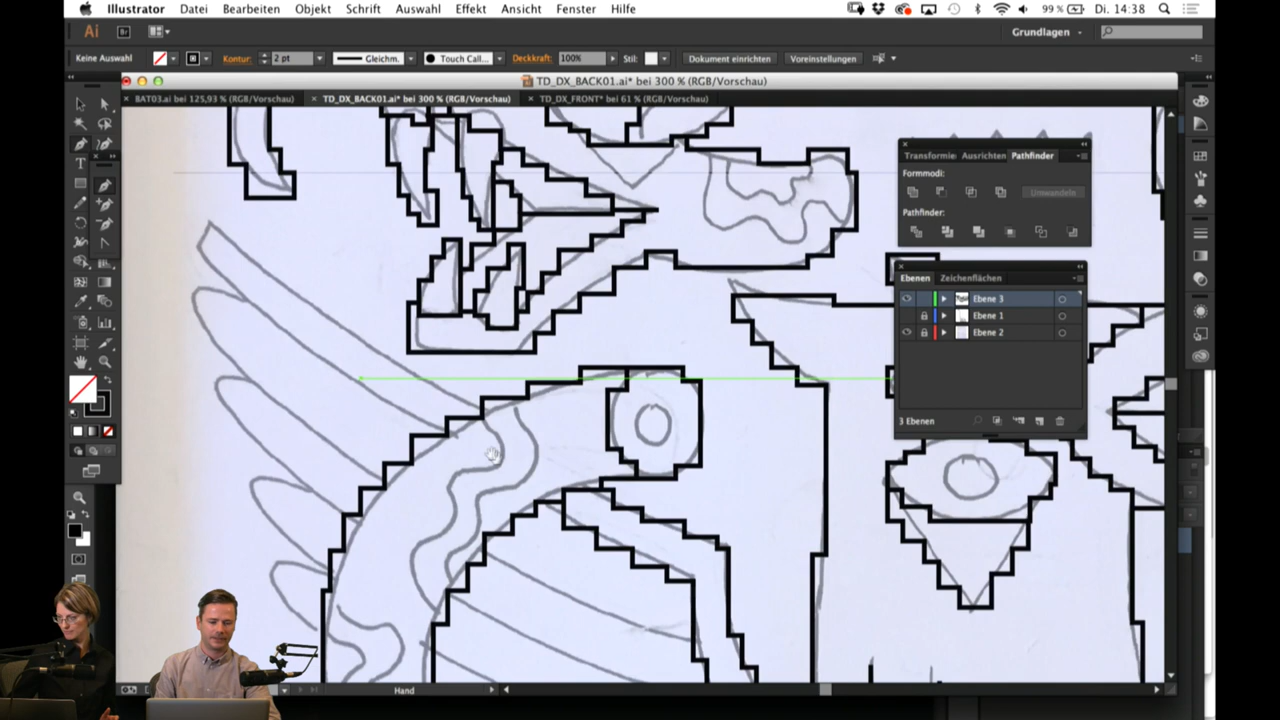 Illustrator Datei Bearbeiten Objekt Schrift Auswahl Effekt Ansicht Fenster Hilfe 99 % Di. 14:38
Ai Br Grundlagen
Keine Auswahl Kontur: 2 pt Gleichm. Touch Call... Deckkraft: 100% Stil: Dokument einrichten Voreinstellungen
TD_DX_BACK01.ai* bei 300 % (RGB/Vorschau)
BAT03.ai bei 125,93 % (RGB/Vorschau) TD_DX_BACK01.ai* bei 300 % (RGB/Vorschau) TD_DX_FRONT* bei 61 % (RGB/Vorschau)
Transformie Ausrichten Pathfinder
Formmodi:
Umwandeln
Pathfinder:
Ebenen Zeichenflächen
Ebene 3
Ebene 1
Ebene 2
3 Ebenen
Hand